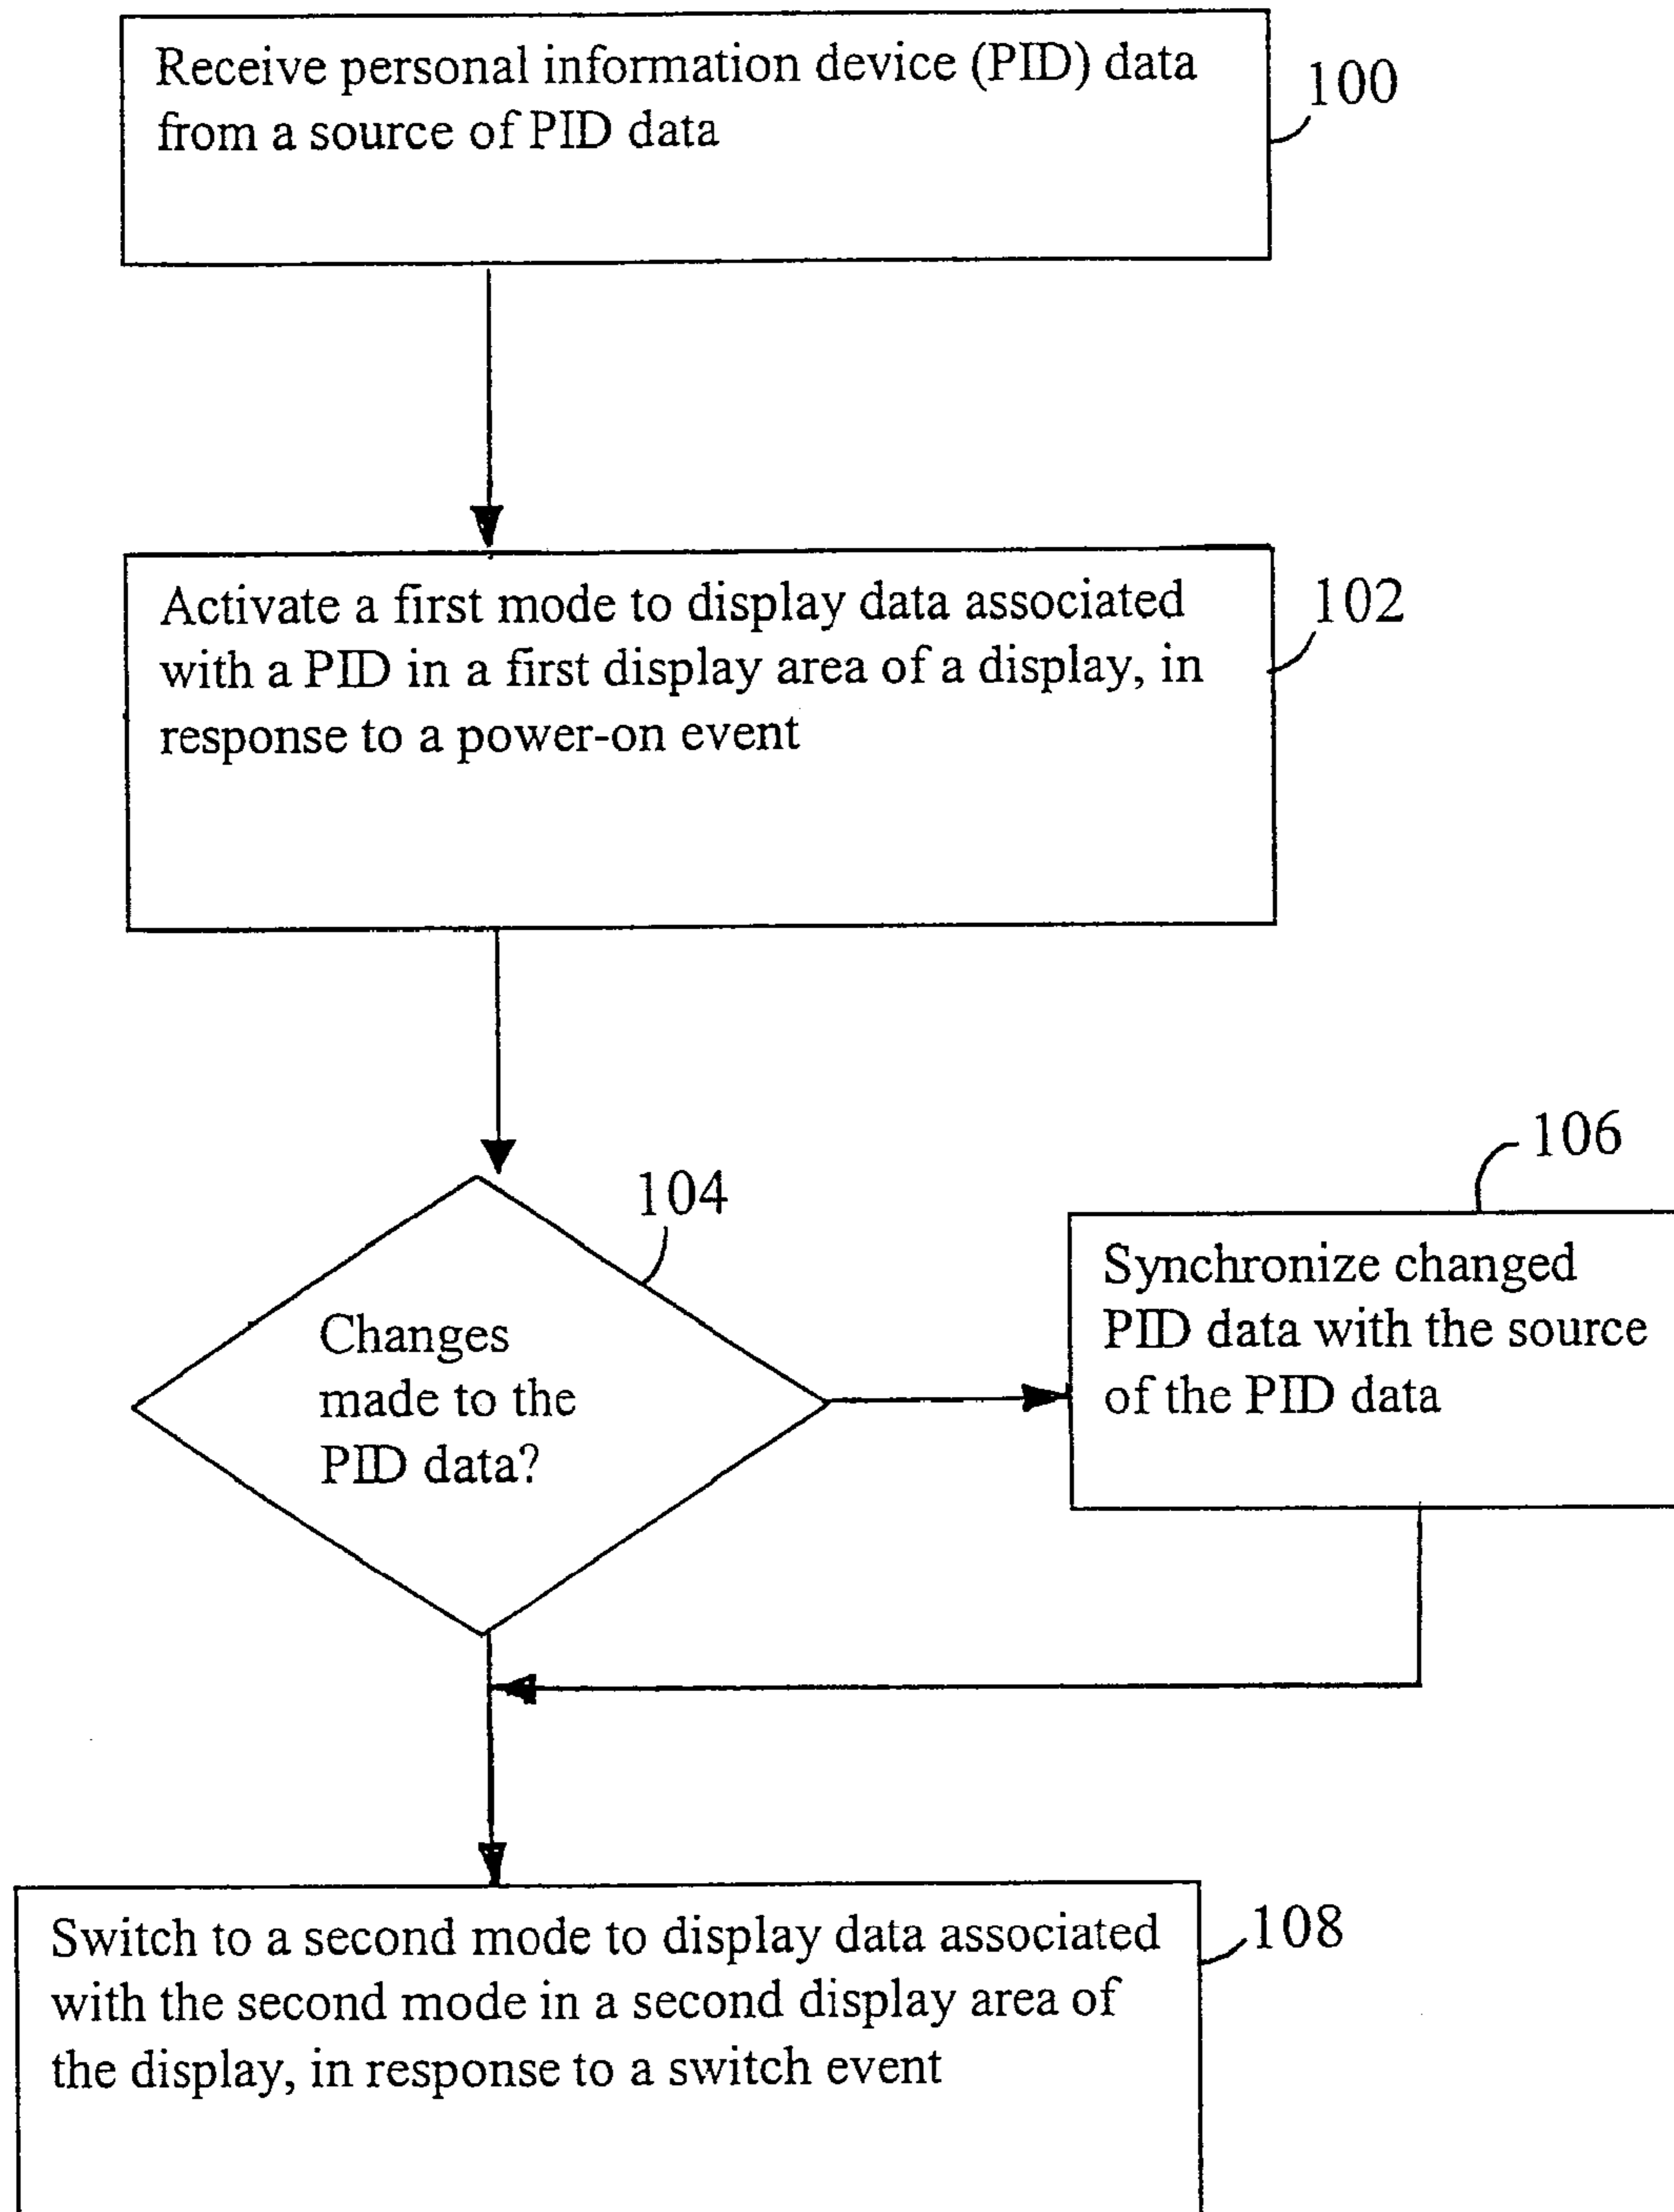 Receive personal information device (PID) data
from a source of PID data
100
Activate a first mode to display data associated
with a PID in a first display area of a display, in
response to a power-on event
102
104
Changes
made to the
PID data?
106
Synchronize changed
PID data with the source
of the PID data
Switch to a second mode to display data associated
with the second mode in a second display area of
the display, in response to a switch event
108